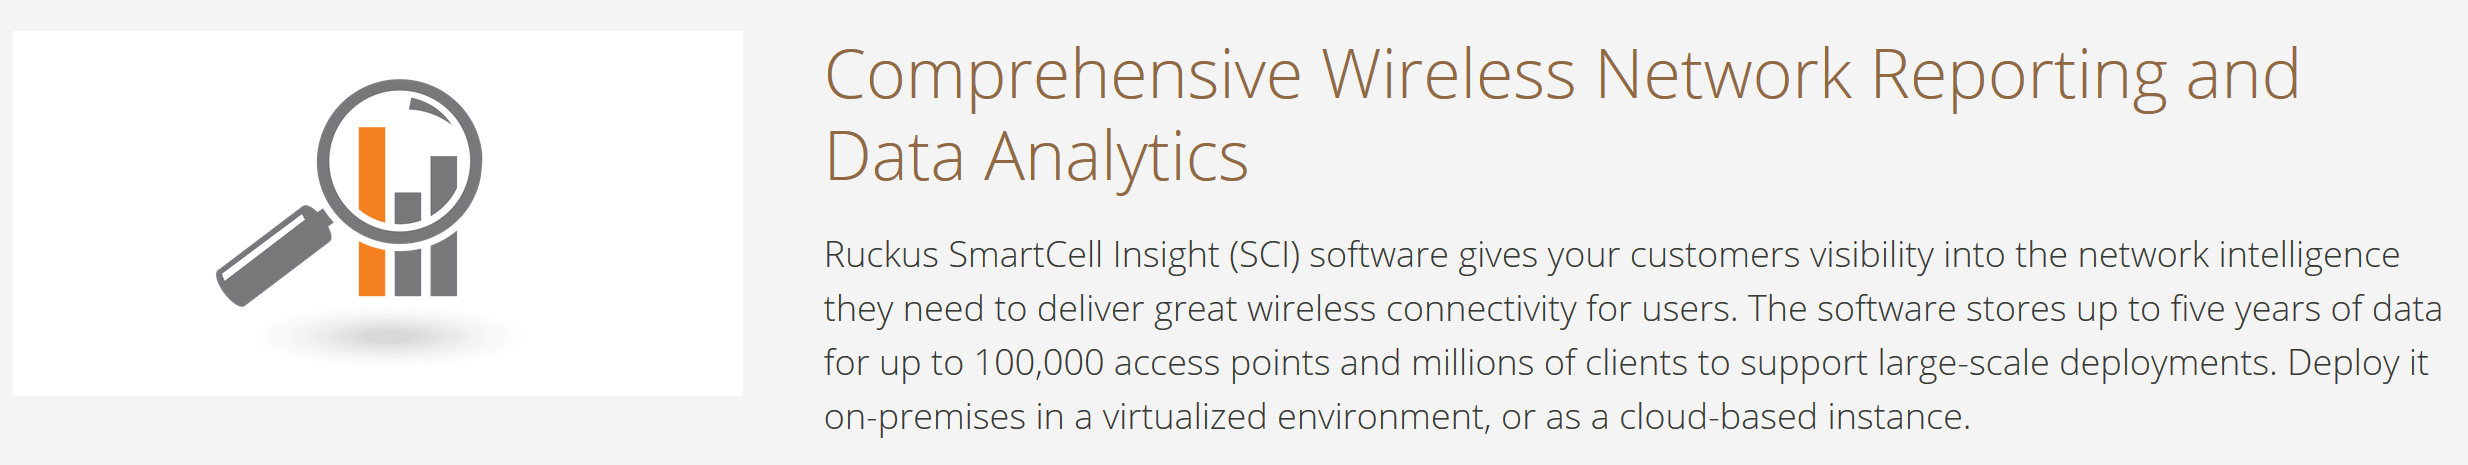 Comprehensive Wireless Network Reporting and
Data Analytics
Ruckus SmartCell Insight (SCI) software gives your customers visibility into the network intelligence
they need to deliver great wireless connectivity for users. The software stores up to five years of data
for up to 100,000 access points and millions of clients to support large-scale deployments. Deploy it
on-premises in a virtualized environment, or as a cloud-based instance.